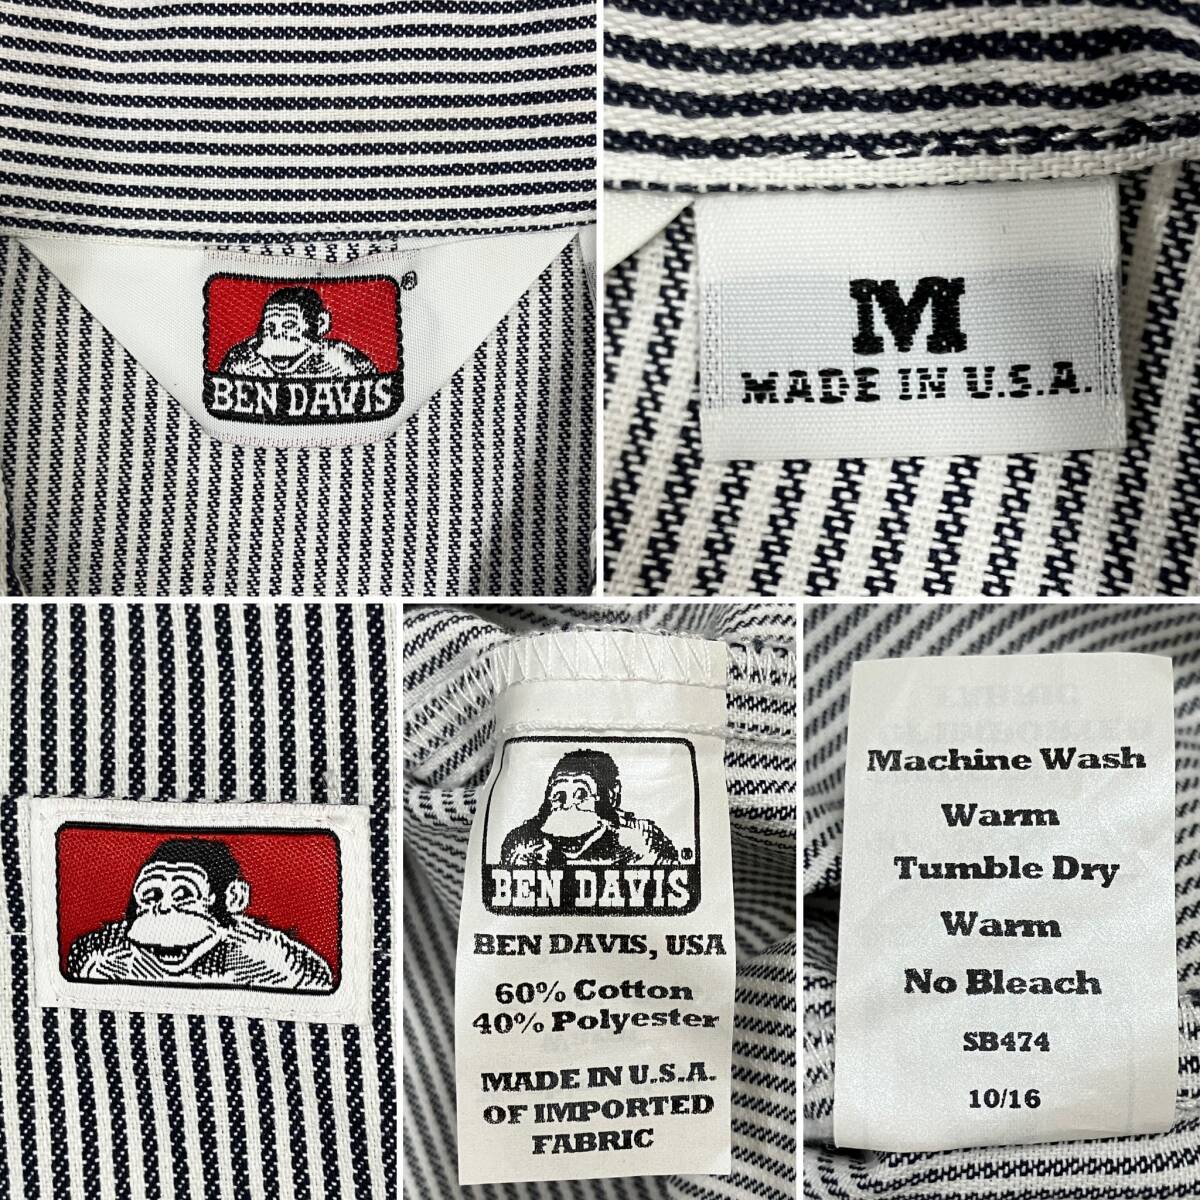 BEN DAVIS
®
M
MADE IN U.S.A.
BEN DAVIS
®
BEN DAVIS, USA
60% Cotton
40% Polyester
MADE IN U.S.A.
OF IMPORTED
FABRIC
Machine Wash
Warm
Tumble Dry
Warm
No Bleach
SB474
10/16